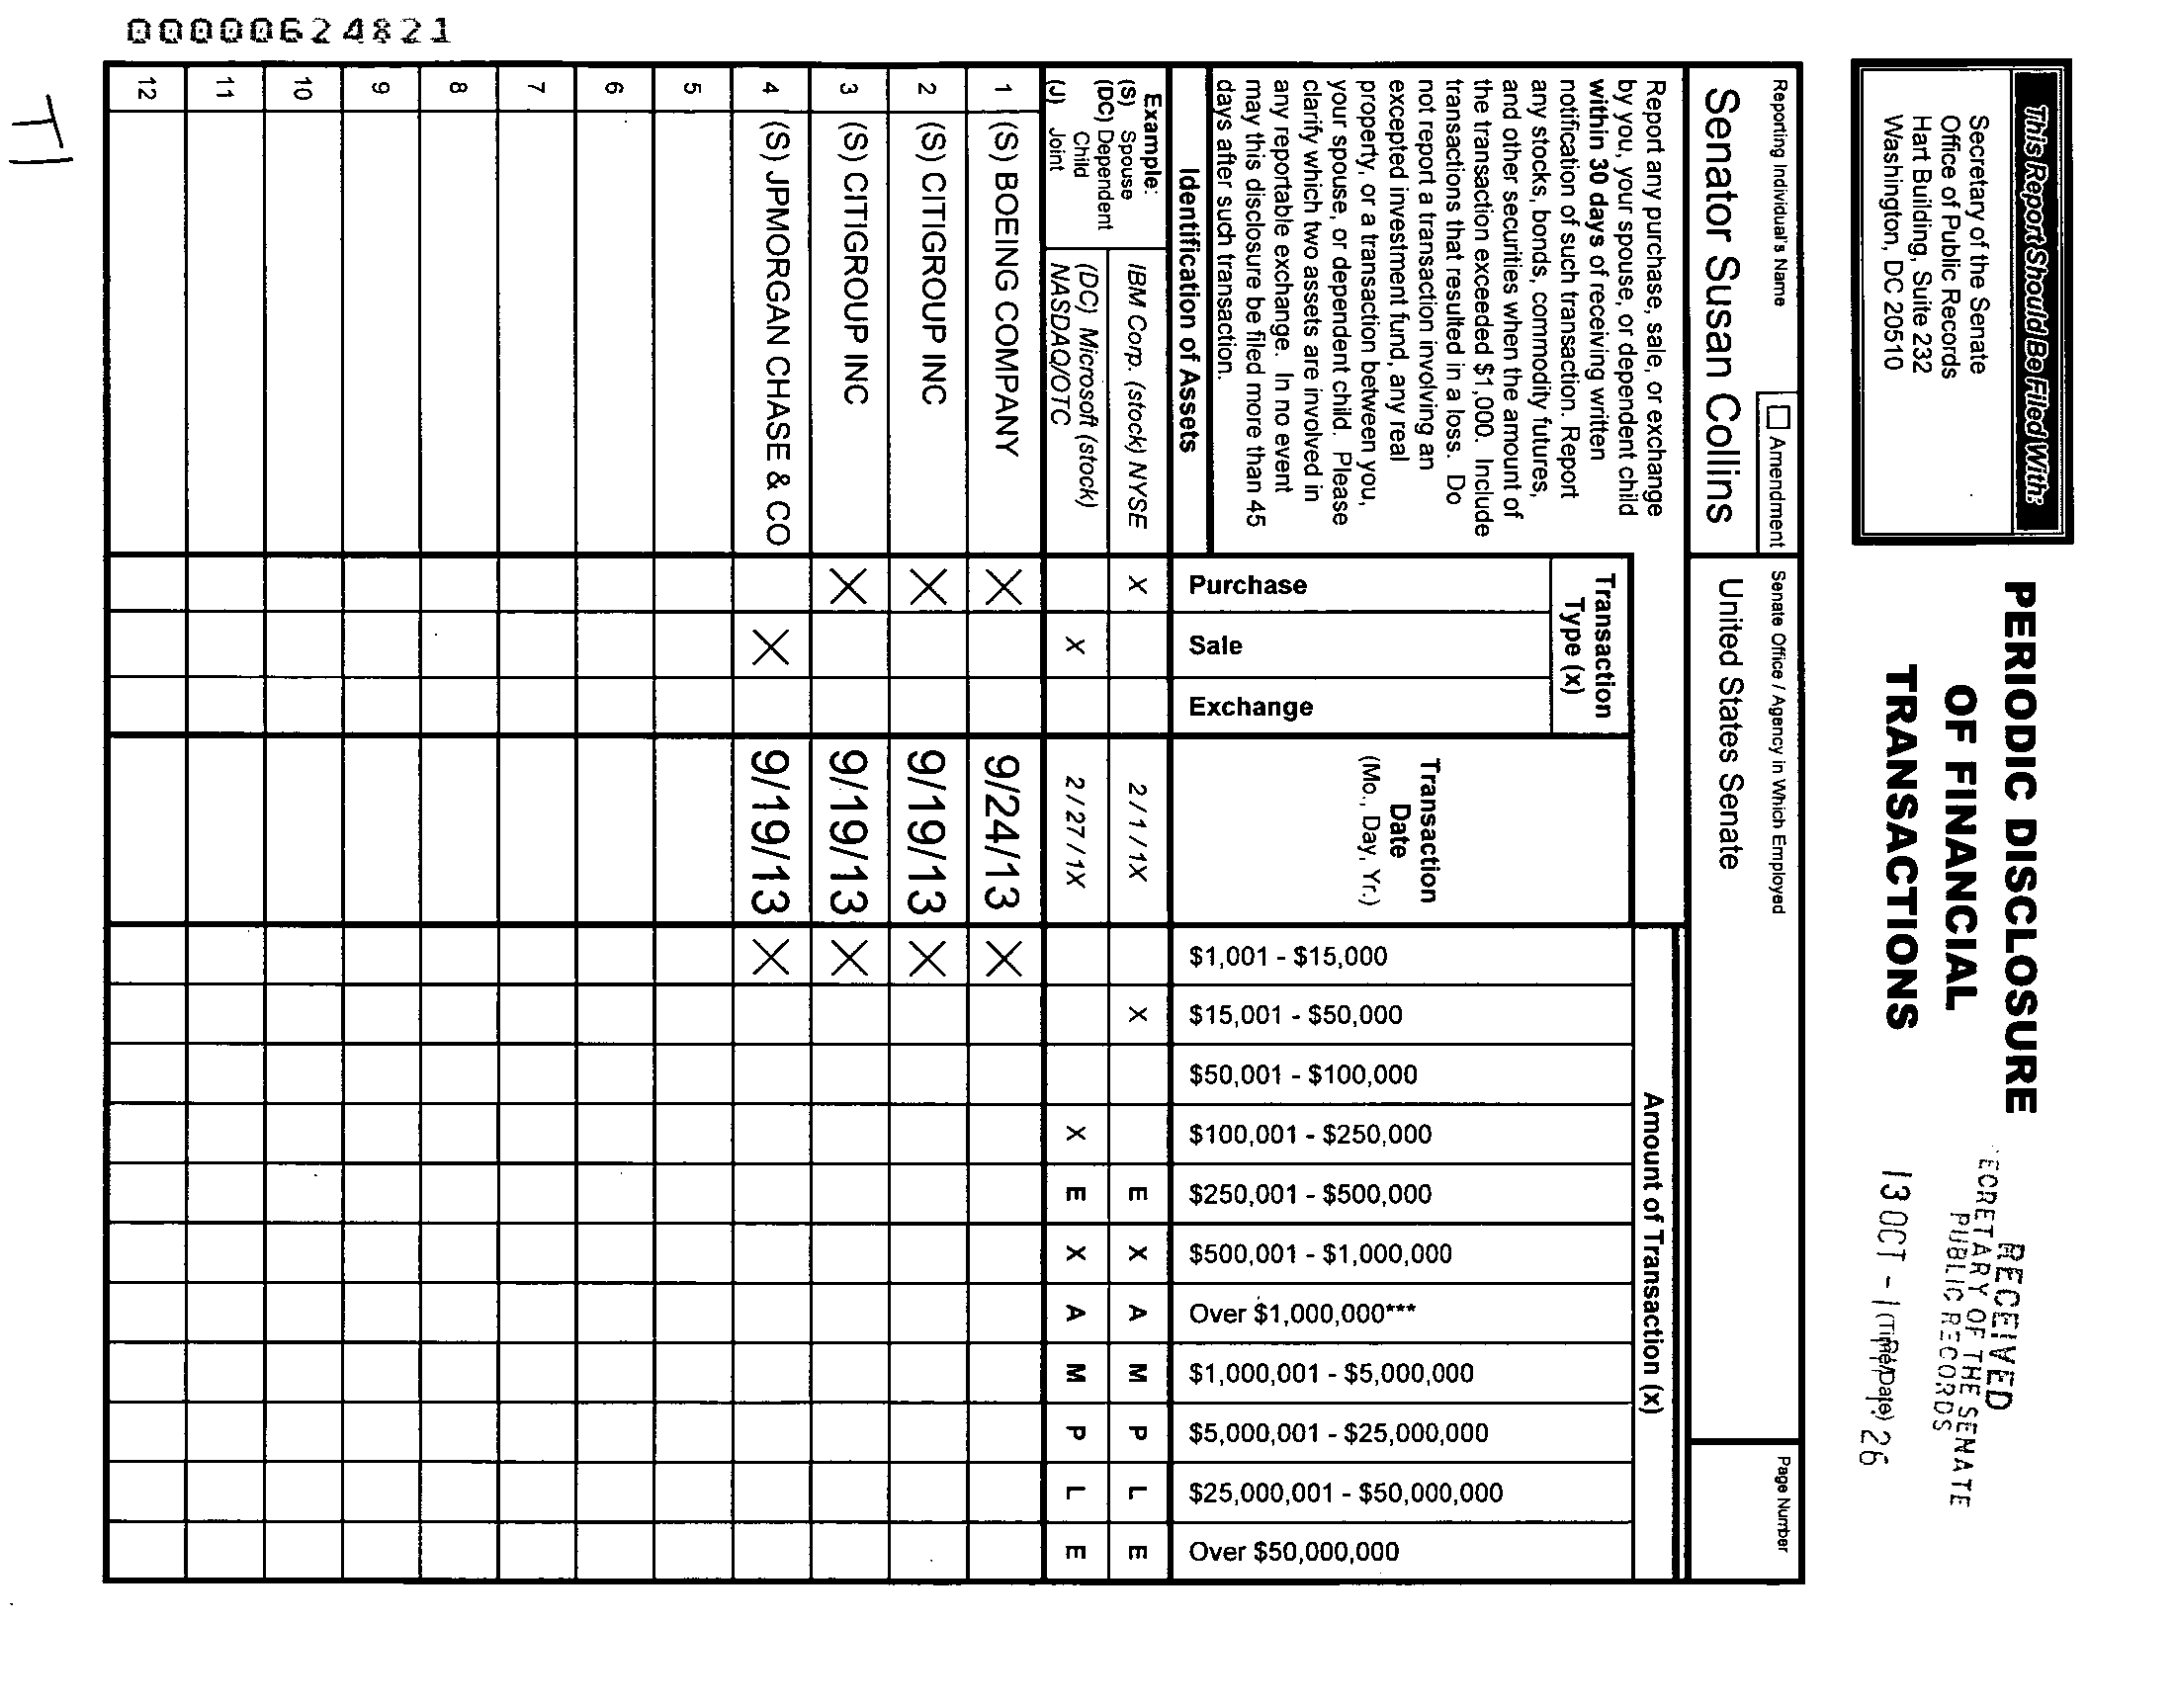 This Report Should Be Filed With:
Secretary of the Senate
Office of Public Records
Hart Building, Suite 232
Washington, DC 20510
PERIODIC DISCLOSURE
OF FINANCIAL
TRANSACTIONS
RECEIVED
ECRETARY OF THE SENATE
PUBLIC RECORDS
13 OCT - 1
(Time/Date)
26
Reporting Individual's Name
Amendment
Senate Office / Agency in Which Employed
Page Number
Senator Susan Collins
United States Senate
Report any purchase, sale, or exchange
by you, your spouse, or dependent child
within 30 days of receiving written
notification of such transaction. Report
any stocks, bonds, commodity futures,
and other securities when the amount of
the transaction exceeded $1,000. Include
transactions that resulted in a loss. Do
not report a transaction involving an
excepted investment fund, any real
property, or a transaction between you,
your spouse, or dependent child. Please
clarify which two assets are involved in
any reportable exchange. In no event
may this disclosure be filed more than 45
days after such transaction.
Identification of Assets
Transaction
Type (x)
Purchase
Sale
Exchange
Transaction
Date
(Mo., Day, Yr.)
Amount of Transaction (x)
$1,001 - $15,000
$15,001 - $50,000
$50,001 - $100,000
$100,001 - $250,000
$250,001 - $500,000
$500,001 - $1,000,000
Over $1,000,000***
$1,000,001 - $5,000,000
$5,000,001 - $25,000,000
$25,000,001 - $50,000,000
Over $50,000,000
Example:
(S) Spouse
(DC) Dependent
Child
(J) Joint
IBM Corp. (stock) NYSE X 2 / 1 / 1X X E X A M P L E
(DC) Microsoft (stock)
NASDAQ/OTC X 2 / 27 / 1X X E X A M P L E
1 (S) BOEING COMPANY X 9/24/13 X
2 (S) CITIGROUP INC X 9/19/13 X
3 (S) CITIGROUP INC X 9/19/13 X
4 (S) JPMORGAN CHASE & CO X 9/19/13 X
5
6
7
8
9
10
11
12
00000624821